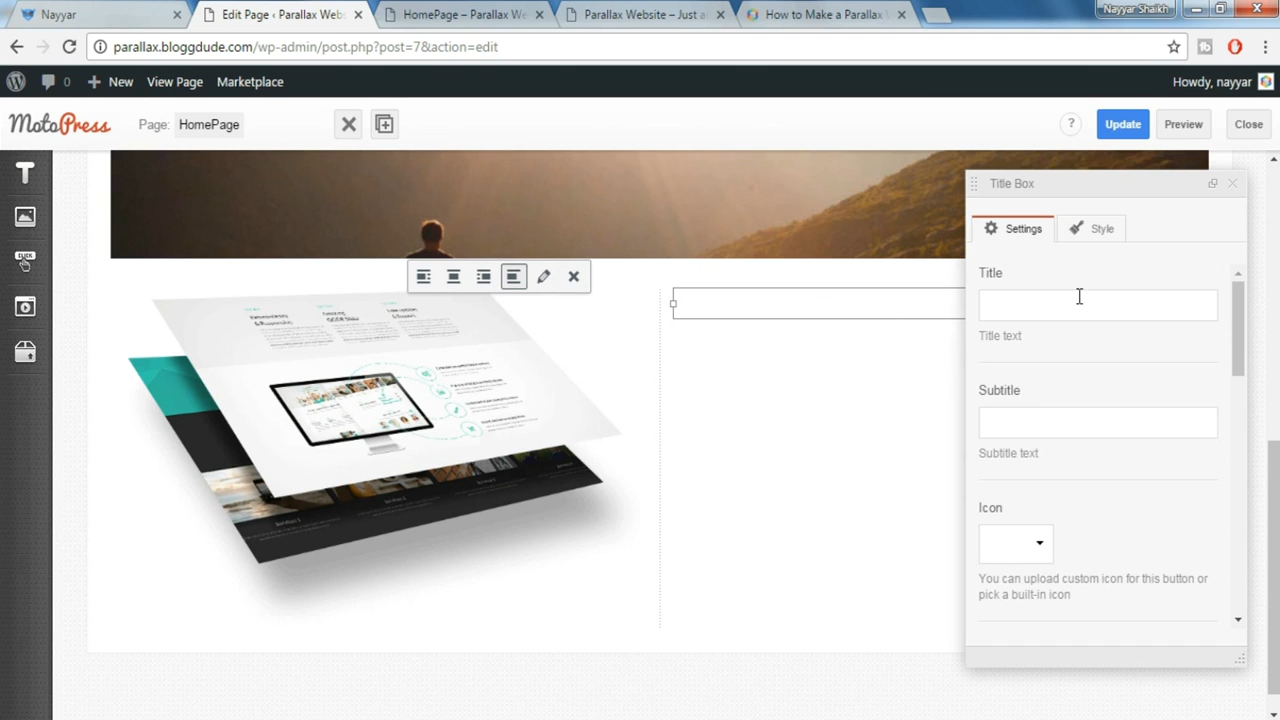 Nayyar
Edit Page ‹ Parallax Webs
HomePage – Parallax We
Parallax Website – Just a
How to Make a Parallax
Nayyar Shaikh
parallax.bloggdude.com/wp-admin/post.php?post=7&action=edit
0
New
View Page
Marketplace
Howdy, nayyar
MotoPress
Page: HomePage
?
Update
Preview
Close
T
CLICK
Title Box
Settings
Style
Title
Title text
Subtitle
Subtitle text
Icon
You can upload custom icon for this button or
pick a built-in icon